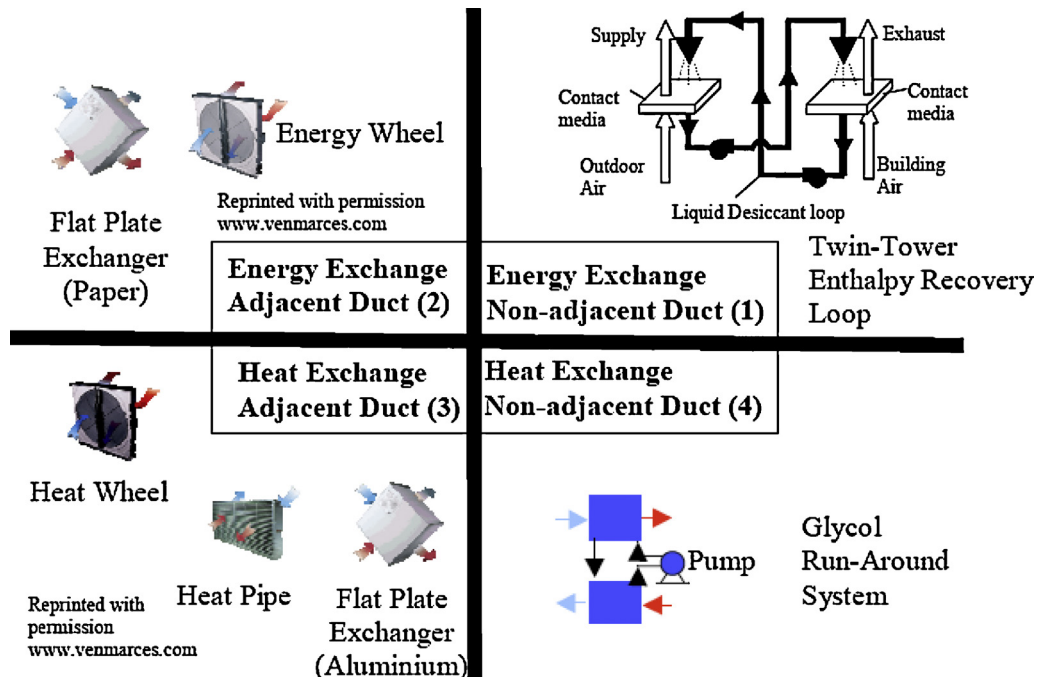 Energy Wheel
Flat Plate
Exchanger
(Paper)
Reprinted with permission
www.venmarces.com
Supply
Exhaust
Contact
media
Contact
media
Outdoor
Air
Building
Air
Liquid Desiccant loop
Twin-Tower
Enthalpy Recovery
Loop
Energy Exchange
Adjacent Duct (2)
Energy Exchange
Non-adjacent Duct (1)
Heat Exchange
Adjacent Duct (3)
Heat Exchange
Non-adjacent Duct (4)
Heat Wheel
Heat Pipe
Flat Plate
Exchanger
(Aluminium)
Reprinted with
permission
www.venmarces.com
Pump
Glycol
Run-Around
System